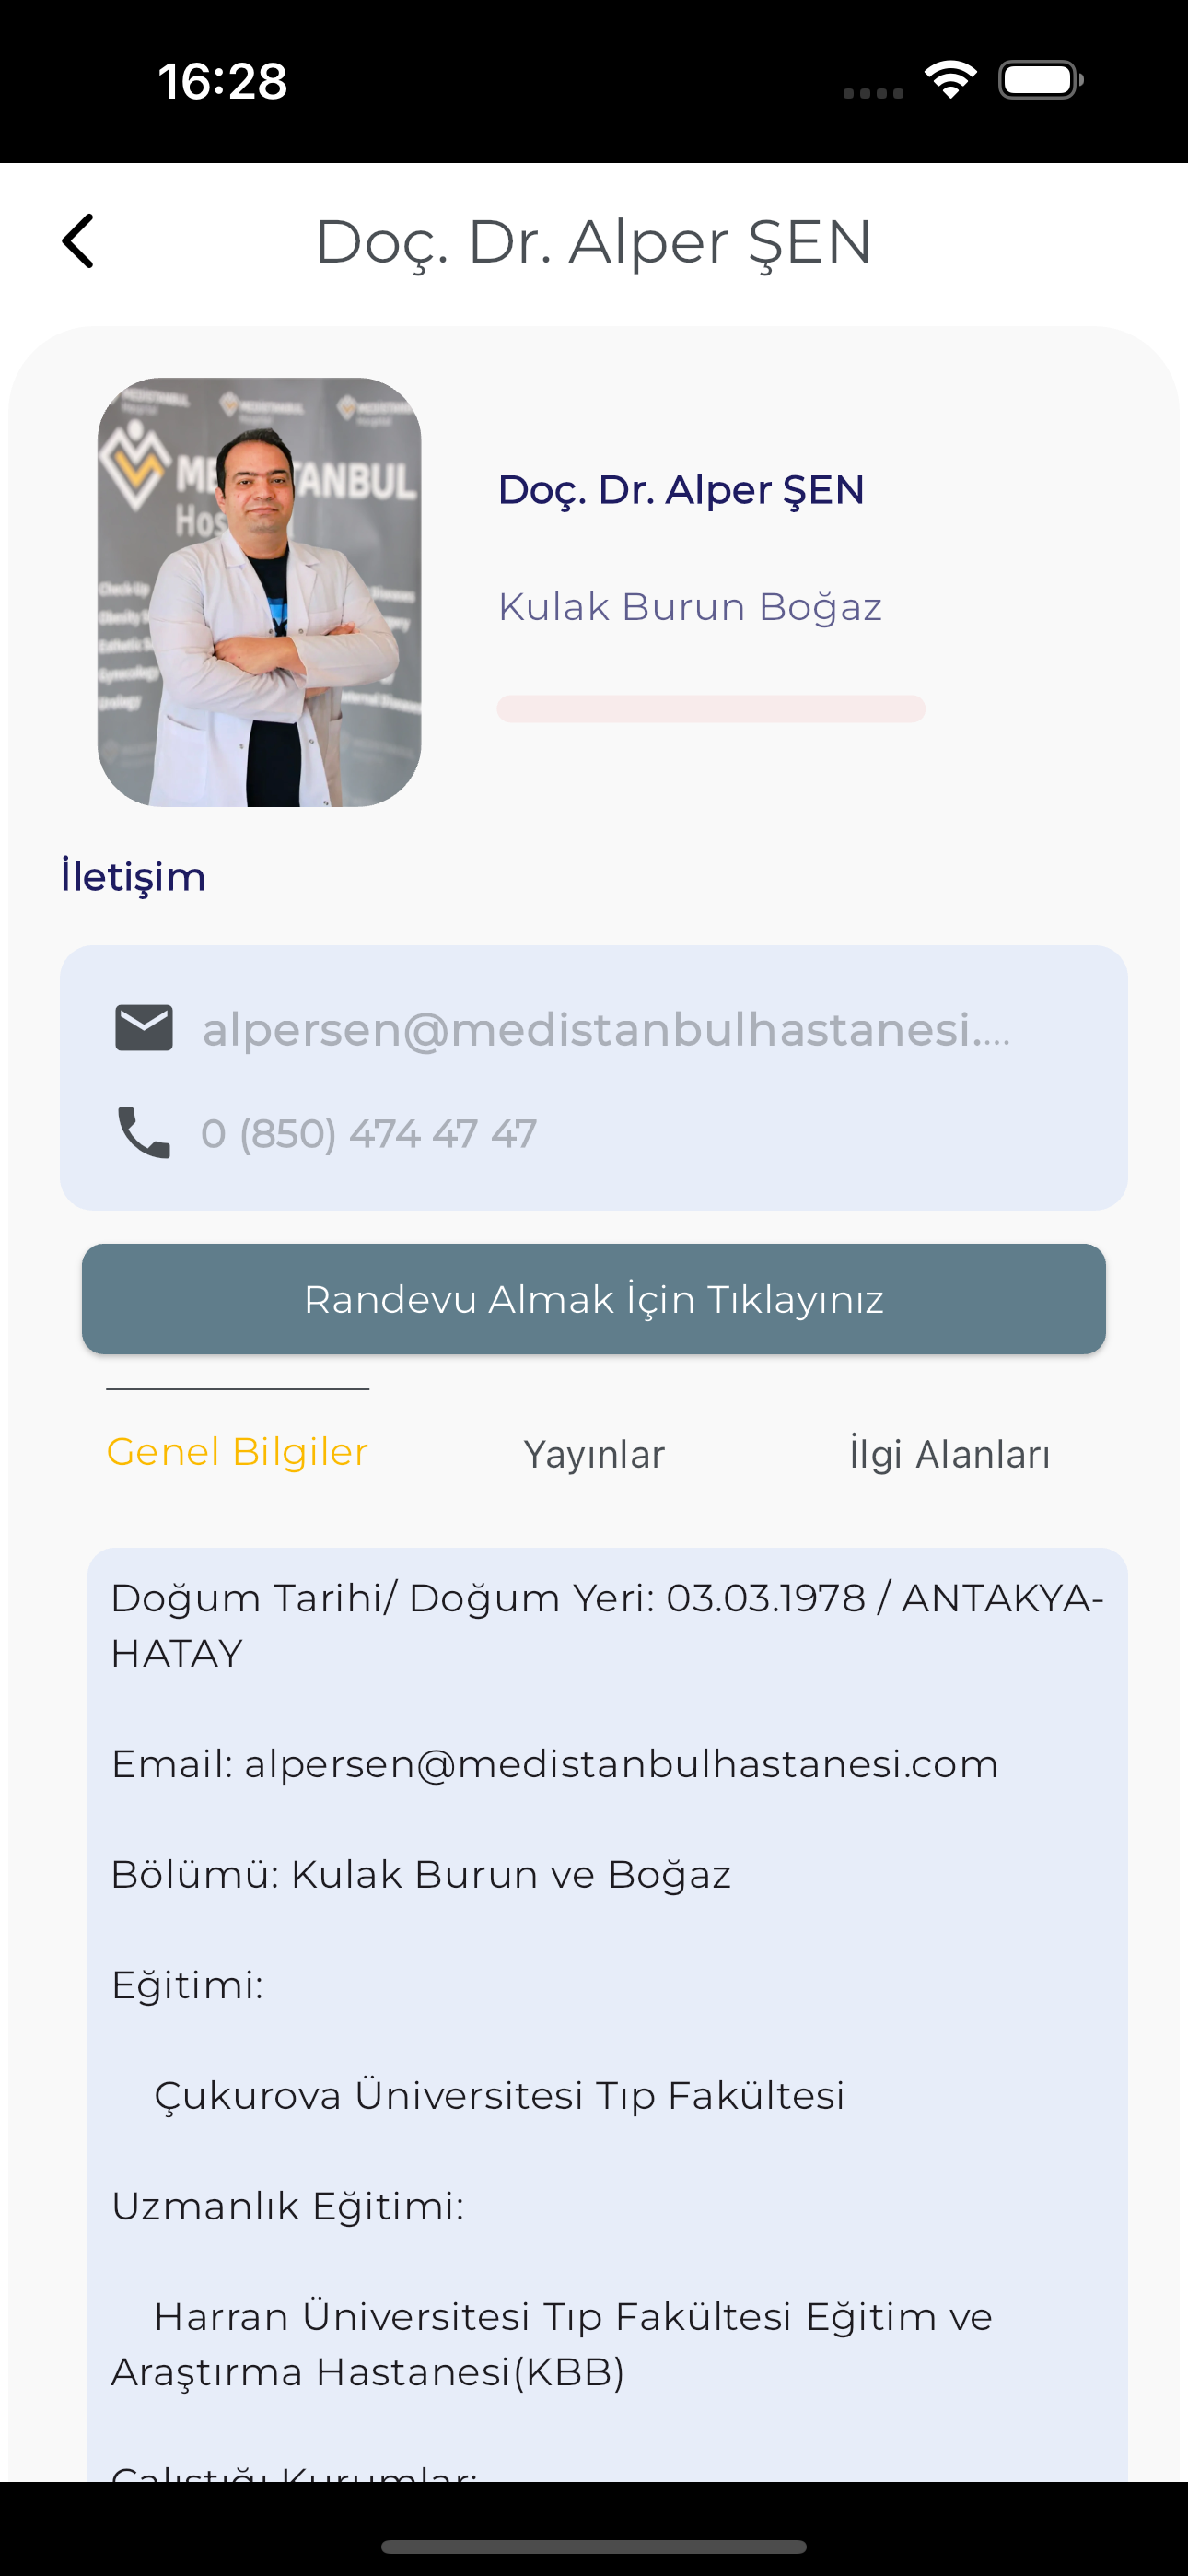 16:28
Doç. Dr. Alper ŞEN
MEDISTANBUL
Hospital
Doç. Dr. Alper ŞEN
Kulak Burun Boğaz
İletişim
alpersen@medistanbulhastanesi....
0 (850) 474 47 47
Randevu Almak İçin Tıklayınız
Genel Bilgiler
Yayınlar
İlgi Alanları
Doğum Tarihi/ Doğum Yeri: 03.03.1978 / ANTAKYA-
HATAY
Email: alpersen@medistanbulhastanesi.com
Bölümü: Kulak Burun ve Boğaz
Eğitimi:
Çukurova Üniversitesi Tıp Fakültesi
Uzmanlık Eğitimi:
Harran Üniversitesi Tıp Fakültesi Eğitim ve
Araştırma Hastanesi(KBB)
Çalıştığı Kurumlar: